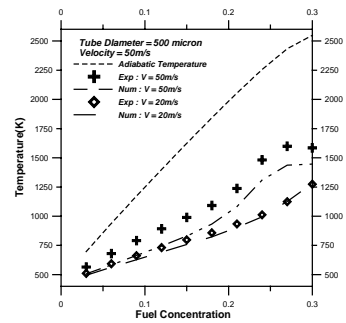 0 0.1 0.2 0.3
Tube Diameter = 500 micron
Velocity = 50m/s
Adiabatic Temperature
Exp : V = 50m/s
Num : V = 50m/s
Exp : V = 20m/s
Num : V = 20m/s
Temperature(K)
2500 2500
2250 2250
2000 2000
1750 1750
1500 1500
1250 1250
1000 1000
750 750
500 500
0 0.1 0.2 0.3
Fuel Concentration